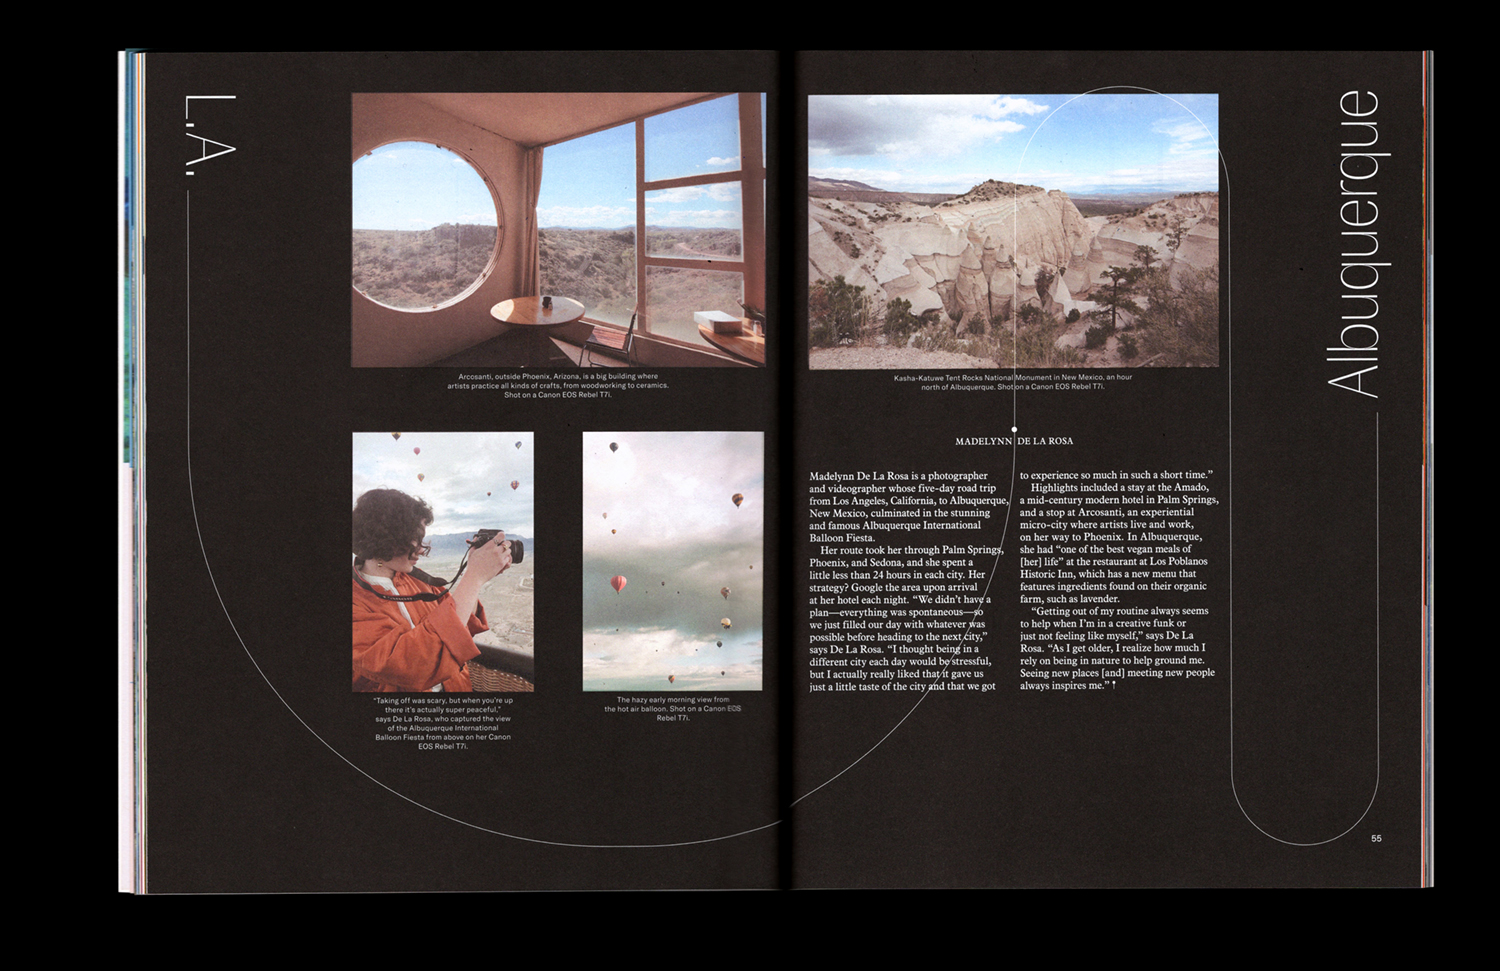 L.A.
Arcosanti, outside Phoenix, Arizona, is a big building where
artists practice all kinds of crafts, from woodworking to ceramics.
Shot on a Canon EOS Rebel T7i.
"Taking off was scary, but when you're up
there it's actually super peaceful,"
says De La Rosa, who captured the view
of the Albuquerque International
Balloon Fiesta from above on her Canon
EOS Rebel T7i.
The hazy early morning view from
the hot air balloon. Shot on a Canon EOS
Rebel T7i.
Kasha-Katuwe Tent Rocks National Monument in New Mexico, an hour
north of Albuquerque. Shot on a Canon EOS Rebel T7i.
MADELYNN DE LA ROSA
Madelynn De La Rosa is a photographer
and videographer whose five-day road trip
from Los Angeles, California, to Albuquerque,
New Mexico, culminated in the stunning
and famous Albuquerque International
Balloon Fiesta.
Her route took her through Palm Springs,
Phoenix, and Sedona, and she spent a
little less than 24 hours in each city. Her
strategy? Google the area upon arrival
at her hotel each night. "We didn't have a
plan—everything was spontaneous—so
we just filled our day with whatever was
possible before heading to the next city,"
says De La Rosa. "I thought being in a
different city each day would be stressful,
but I actually really liked that it gave us
just a little taste of the city and that we got
to experience so much in such a short time."
Highlights included a stay at the Amado,
a mid-century modern hotel in Palm Springs,
and a stop at Arcosanti, an experiential
micro-city where artists live and work,
on her way to Phoenix. In Albuquerque,
she had "one of the best vegan meals of
[her] life" at the restaurant at Los Poblanos
Historic Inn, which has a new menu that
features ingredients found on their organic
farm, such as lavender.
"Getting out of my routine always seems
to help when I'm in a creative funk or
just not feeling like myself," says De La
Rosa. "As I get older, I realize how much I
rely on being in nature to help ground me.
Seeing new places [and] meeting new people
always inspires me."
Albuquerque
55